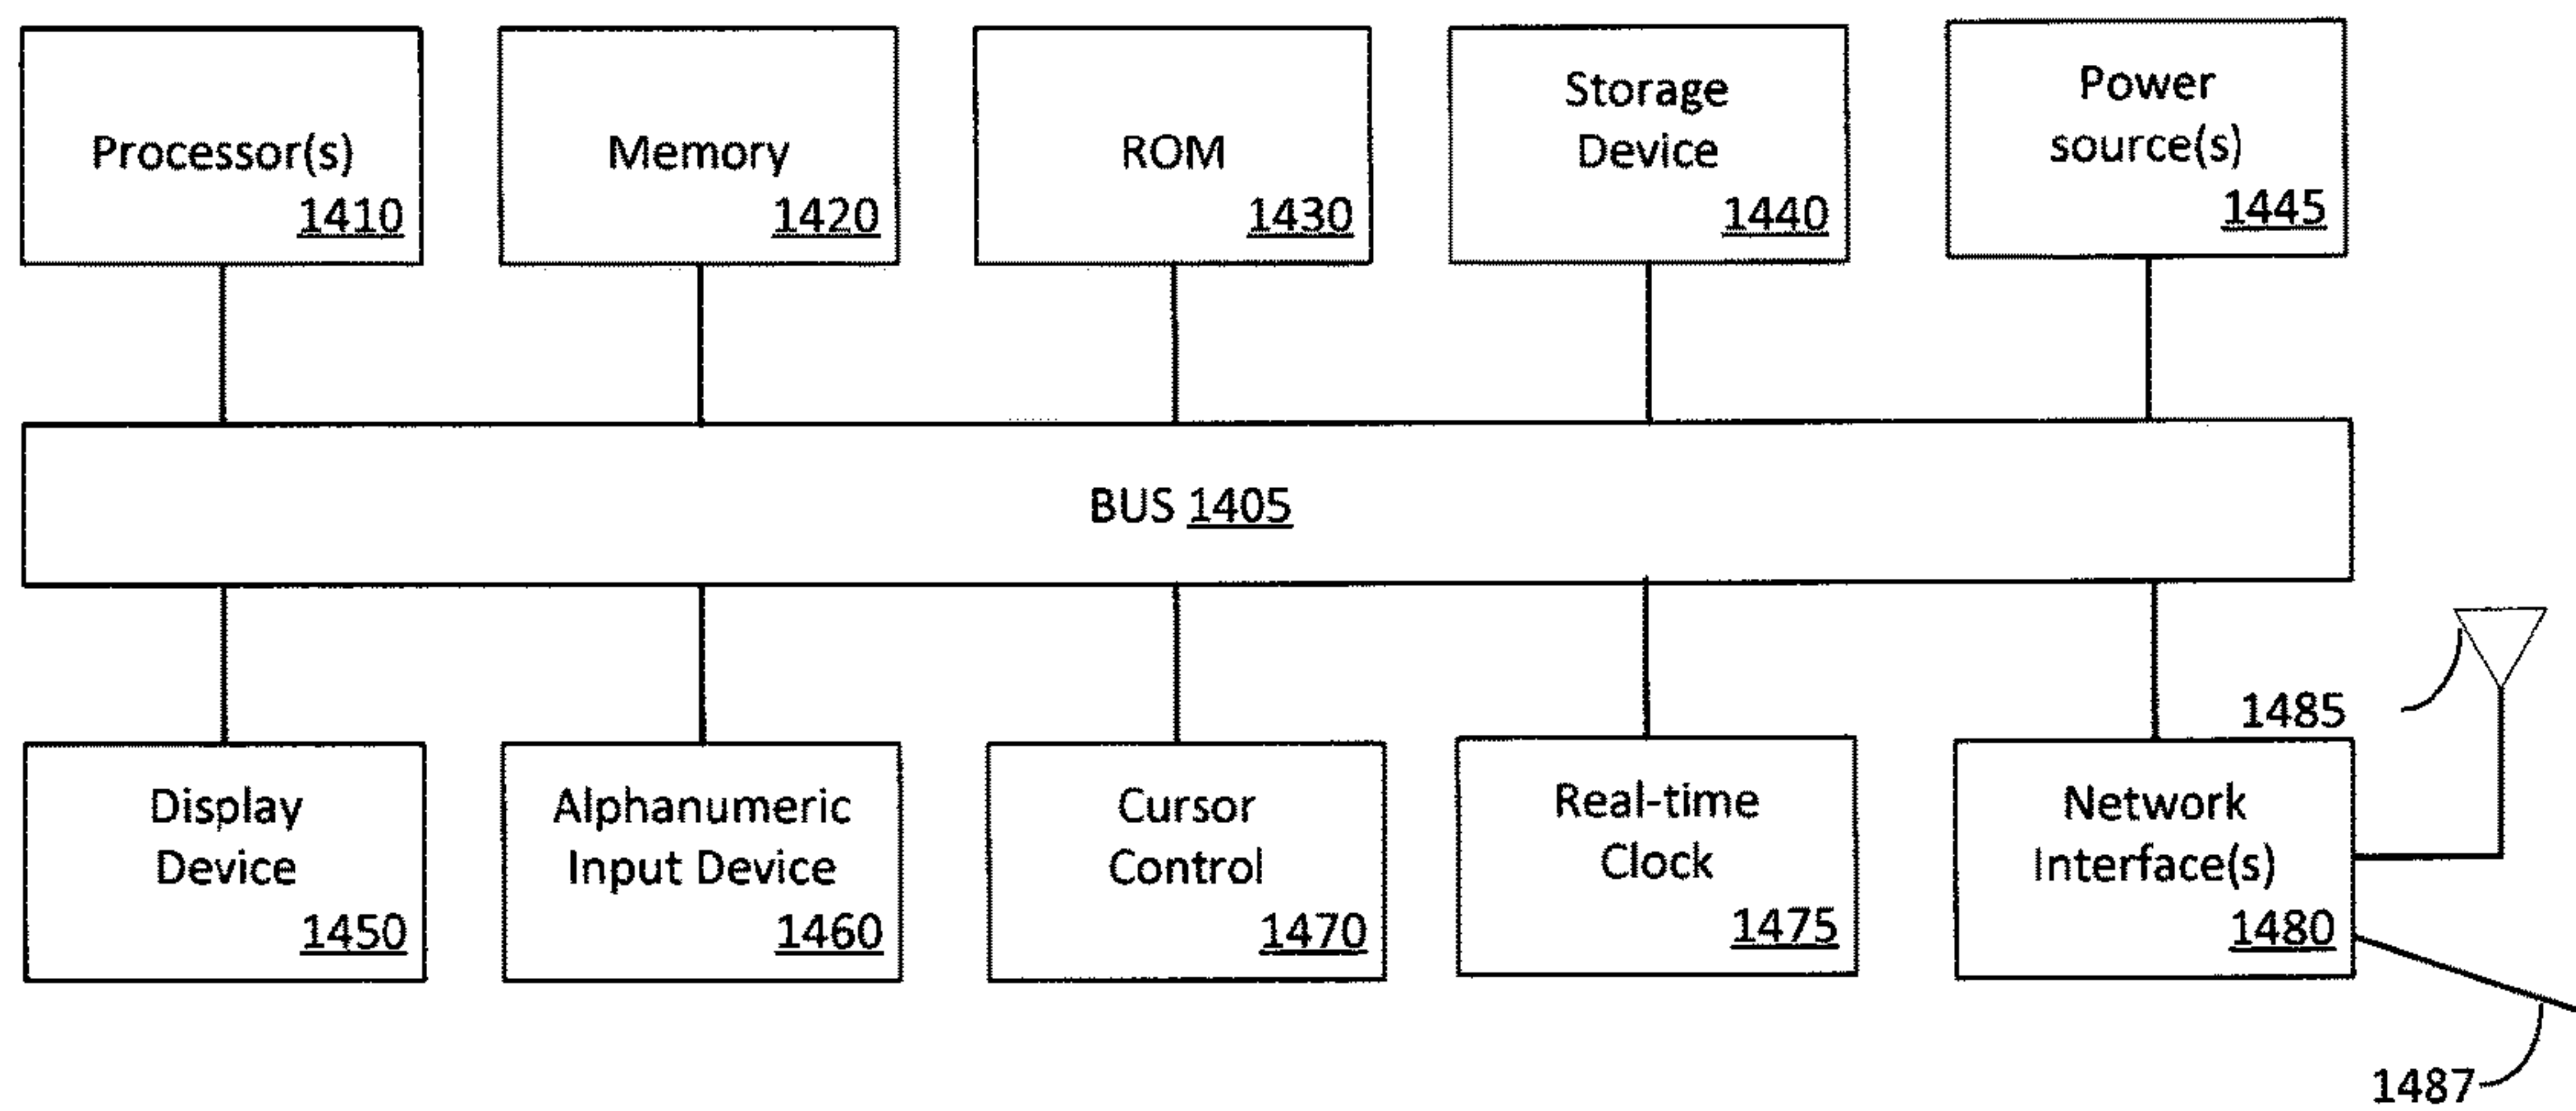 Processor(s)
1410
Memory
1420
ROM
1430
Storage
Device
1440
Power
source(s)
1445
BUS 1405
Display
Device
1450
Alphanumeric
Input Device
1460
Cursor
Control
1470
Real-time
Clock
1475
Network
Interface(s)
1480
1485
1487